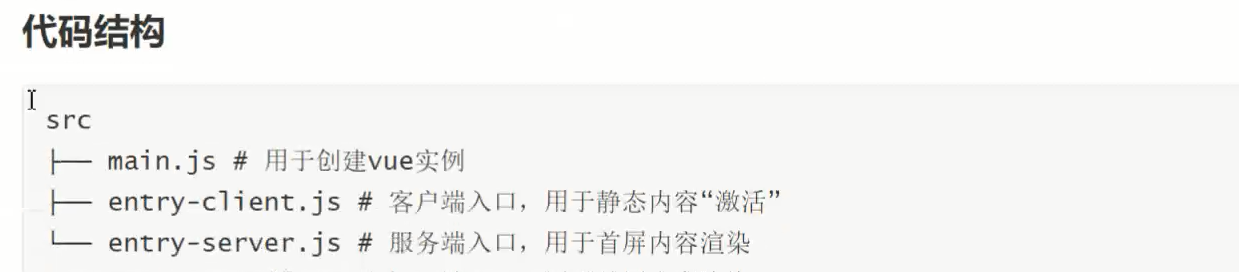 代码结构
src
├── main.js # 用于创建vue实例
├── entry-client.js # 客户端入口，用于静态内容“激活”
└── entry-server.js # 服务端入口，用于首屏内容渲染